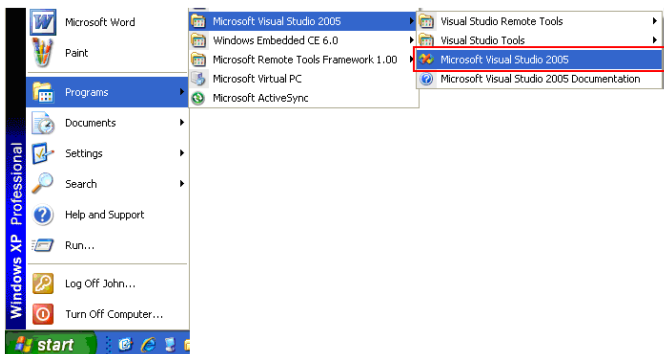 Microsoft Word
Paint
Programs
Documents
Settings
Search
Help and Support
Run...
Log Off John...
Turn Off Computer...
Windows XP Professional
start
Microsoft Visual Studio 2005
Windows Embedded CE 6.0
Microsoft Remote Tools Framework 1.00
Microsoft Virtual PC
Microsoft ActiveSync
Visual Studio Remote Tools
Visual Studio Tools
Microsoft Visual Studio 2005
Microsoft Visual Studio 2005 Documentation